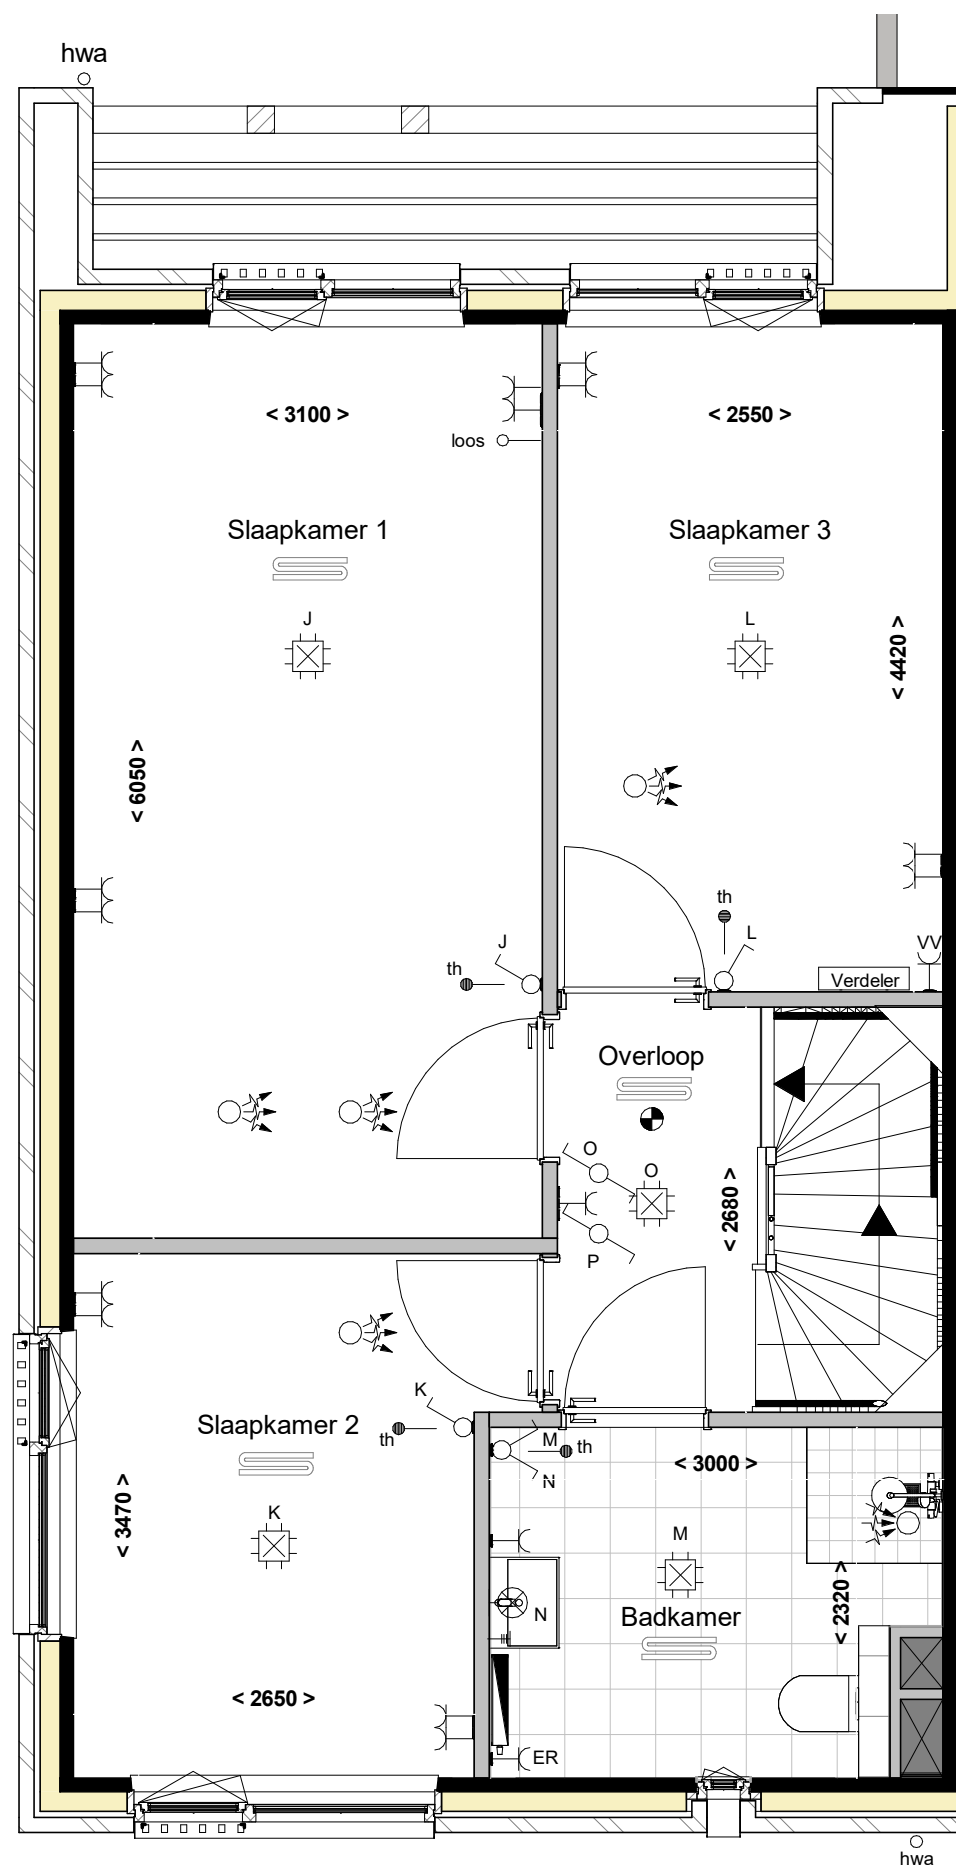 hwa
< 3100 >
< 2550 >
loos
Slaapkamer 1
Slaapkamer 3
J
L
< 4420 >
< 6050 >
th
J
th
L
VV
Verdeler
Overloop
O
O
P
< 2680 >
K
th
Slaapkamer 2
M
N
th
< 3000 >
< 3470 >
K
M
N
Badkamer
< 2320 >
< 2650 >
ER
hwa